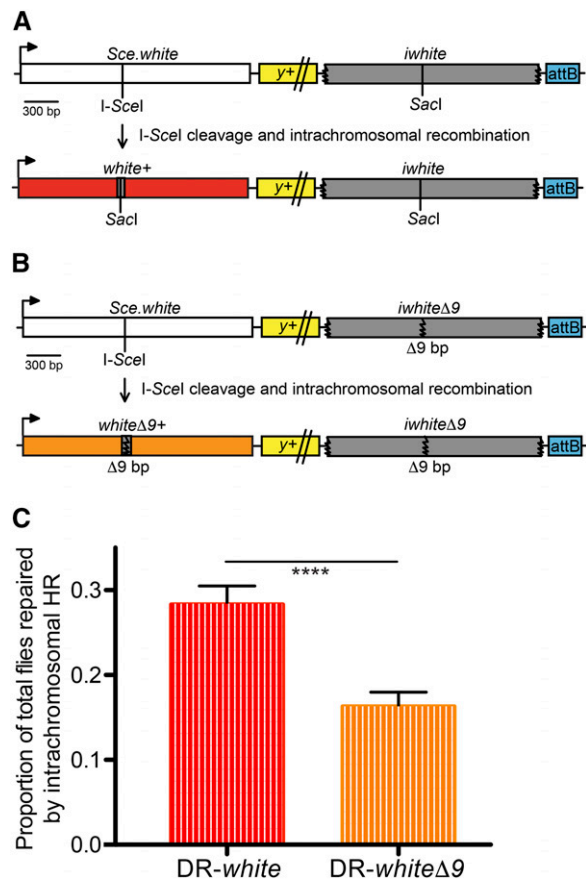 A
Sce.white
y+
iwhite
attB
300 bp
I-SceI
SacI
I-SceI cleavage and intrachromosomal recombination
white+
y+
iwhite
attB
SacI
SacI
B
Sce.white
y+
iwhiteΔ9
attB
300 bp
I-SceI
Δ9 bp
I-SceI cleavage and intrachromosomal recombination
whiteΔ9+
y+
iwhiteΔ9
attB
Δ9 bp
Δ9 bp
C
Proportion of total flies repaired
by intrachromosomal HR
0.3
0.2
0.1
0.0
****
DR-white
DR-whiteΔ9